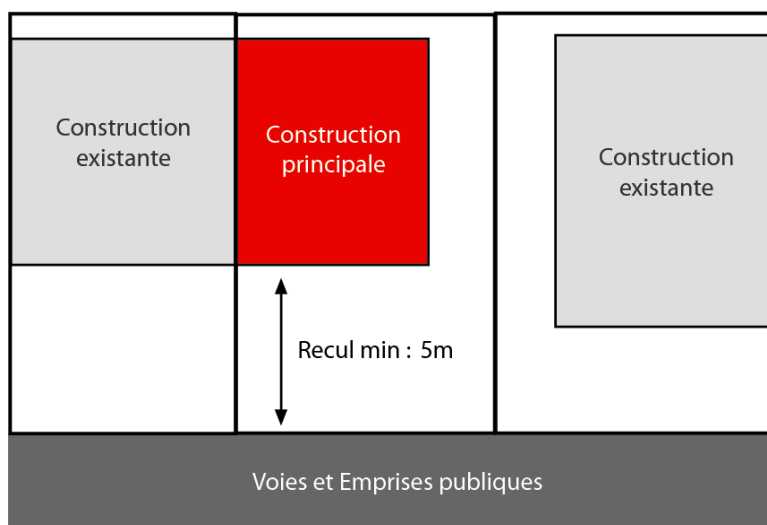 Construction
existante
Construction
principale
Construction
existante
Recul min : 5m
Voies et Emprises publiques